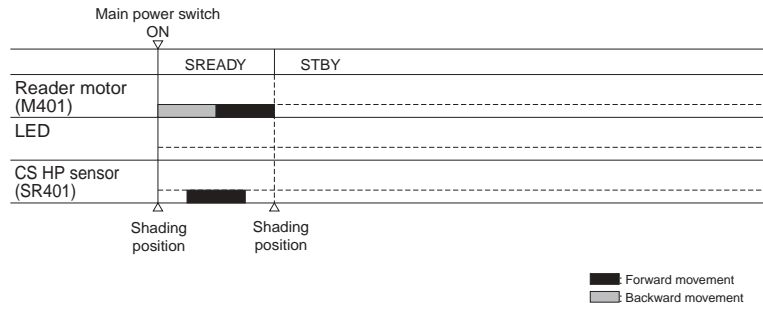 Main power switch
ON
SREADY STBY
Reader motor
(M401)
LED
CS HP sensor
(SR401)
Shading
position
Shading
position
: Forward movement
: Backward movement